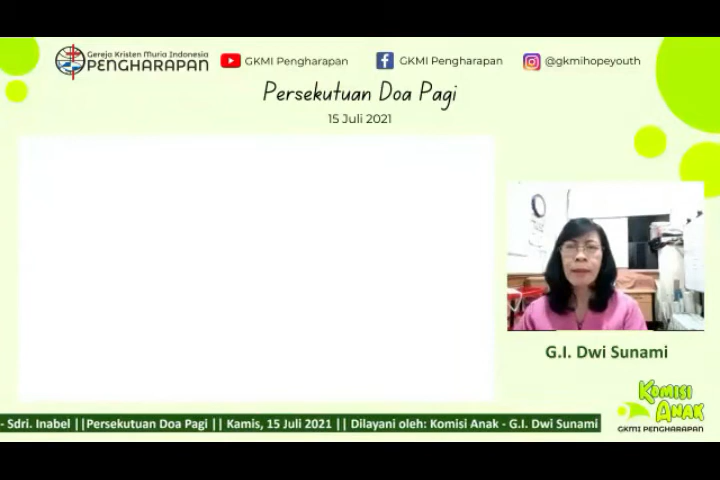 Gereja Kristen Muria Indonesia
PENGHARAPAN
GKMI Pengharapan
GKMI Pengharapan
@gkmihopeyouth
Persekutuan Doa Pagi
15 Juli 2021
G.I. Dwi Sunami
KOMISI
ANAK
GKMI PENGHARAPAN
- Sdri. Inabel ||Persekutuan Doa Pagi || Kamis, 15 Juli 2021 || Dilayani oleh: Komisi Anak - G.I. Dwi Sunami